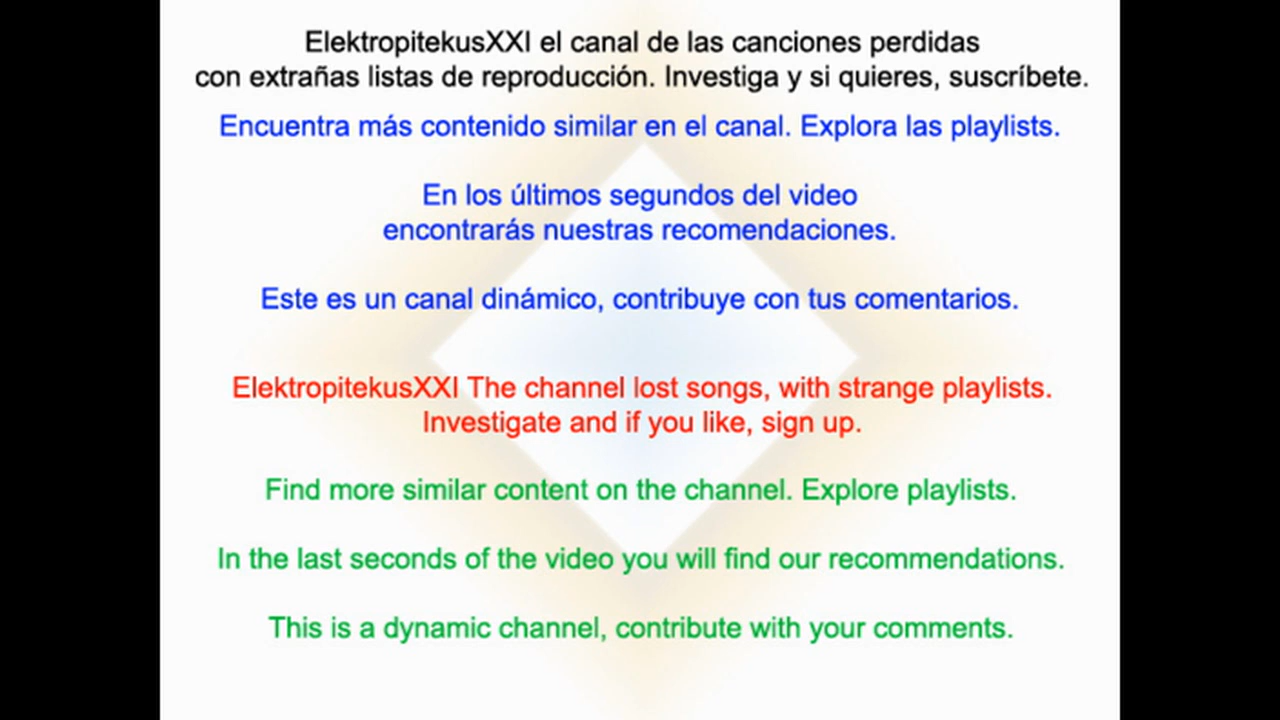 ElektropitekusXXI el canal de las canciones perdidas
con extrañas listas de reproducción. Investiga y si quieres, suscríbete.
Encuentra más contenido similar en el canal. Explora las playlists.
En los últimos segundos del video
encontrarás nuestras recomendaciones.
Este es un canal dinámico, contribuye con tus comentarios.
ElektropitekusXXI The channel lost songs, with strange playlists.
Investigate and if you like, sign up.
Find more similar content on the channel. Explore playlists.
In the last seconds of the video you will find our recommendations.
This is a dynamic channel, contribute with your comments.